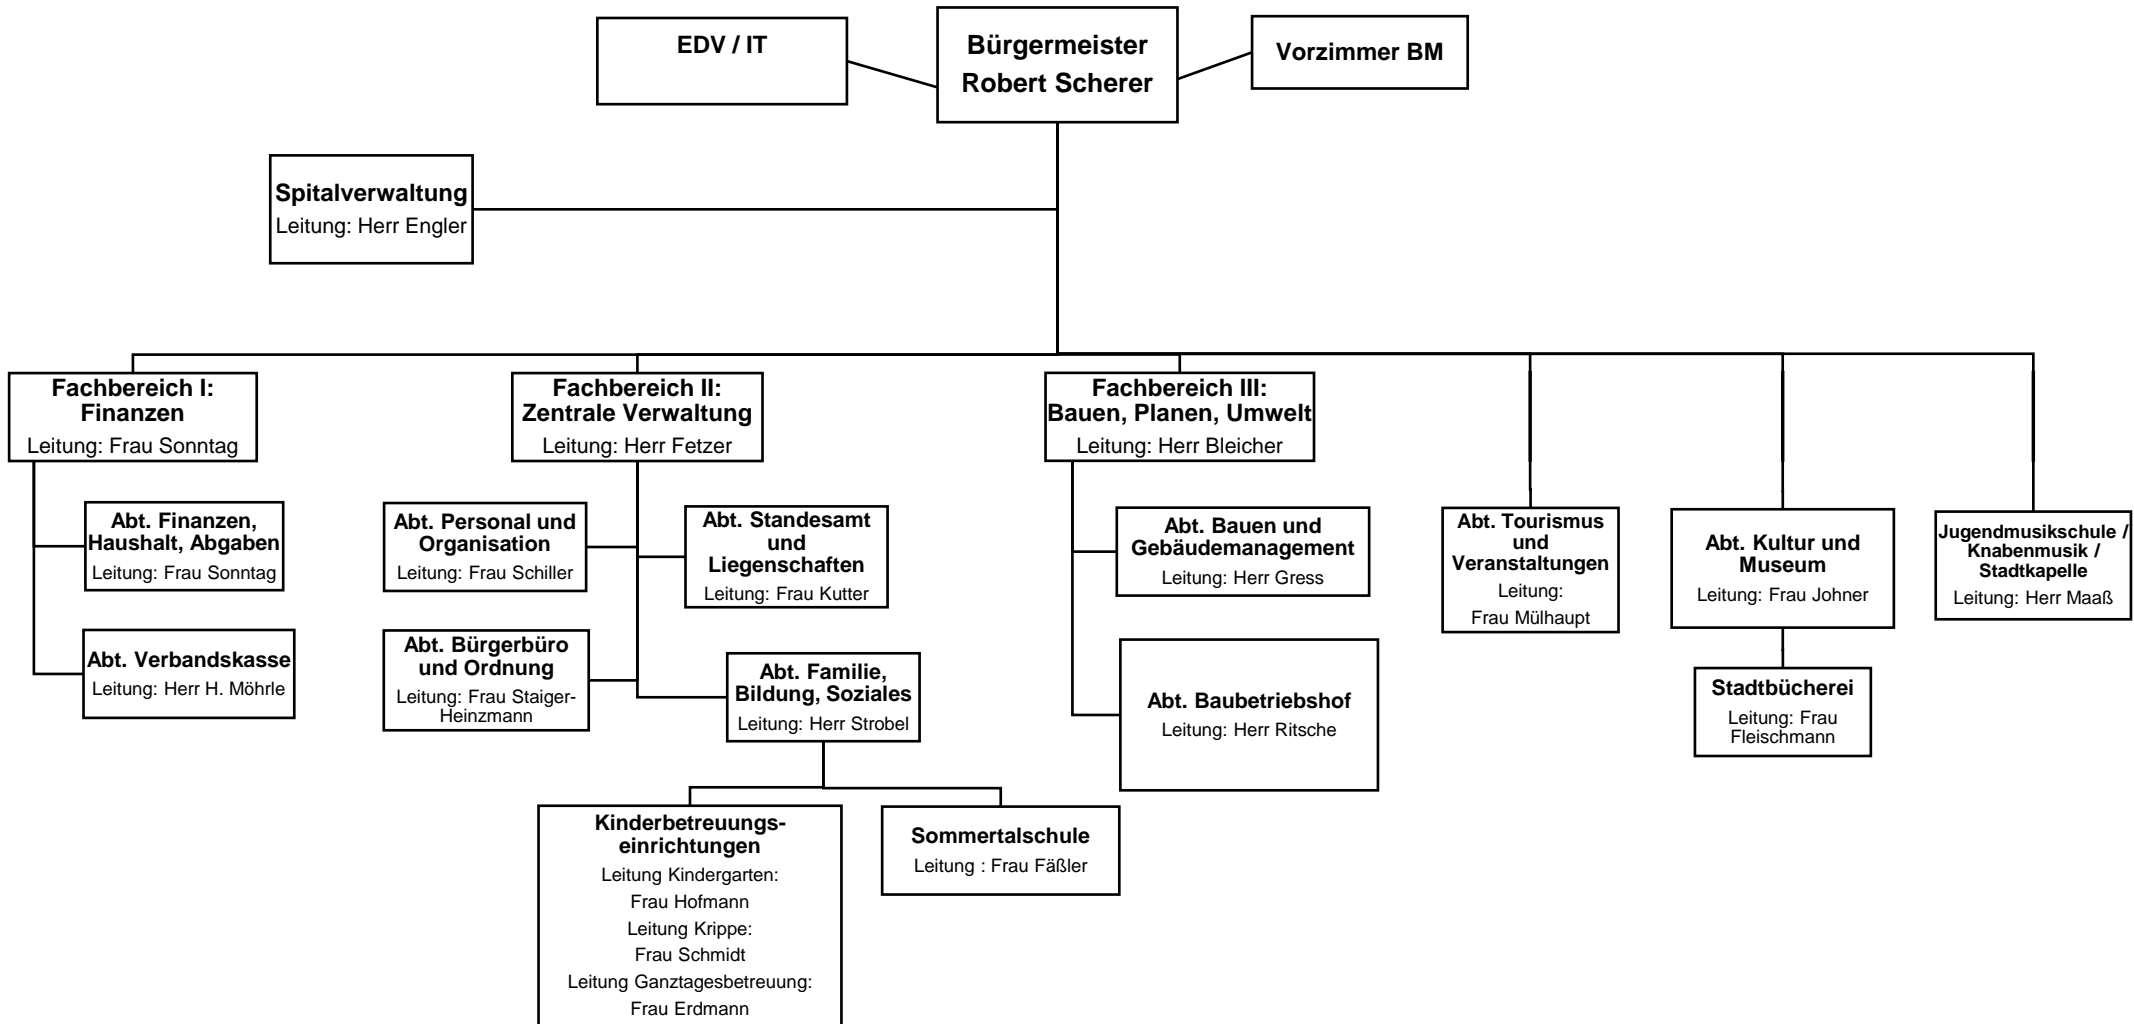 EDV / IT
Bürgermeister
Robert Scherer
Vorzimmer BM
Spitalverwaltung
Leitung: Herr Engler
Fachbereich I:
Finanzen
Leitung: Frau Sonntag
Fachbereich II:
Zentrale Verwaltung
Leitung: Herr Fetzer
Fachbereich III:
Bauen, Planen, Umwelt
Leitung: Herr Bleicher
Abt. Finanzen,
Haushalt, Abgaben
Leitung: Frau Sonntag
Abt. Personal und
Organisation
Leitung: Frau Schiller
Abt. Standesamt
und
Liegenschaften
Leitung: Frau Kutter
Abt. Bauen und
Gebäudemanagement
Leitung: Herr Gress
Abt. Tourismus
und
Veranstaltungen
Leitung:
Frau Mülhaupt
Abt. Kultur und
Museum
Leitung: Frau Johner
Jugendmusikschule /
Knabenmusik /
Stadtkapelle
Leitung: Herr Maaß
Abt. Verbandskasse
Leitung: Herr H. Möhrle
Abt. Bürgerbüro
und Ordnung
Leitung: Frau Staiger-
Heinzmann
Abt. Familie,
Bildung, Soziales
Leitung: Herr Strobel
Abt. Baubetriebshof
Leitung: Herr Ritsche
Stadtbücherei
Leitung: Frau
Fleischmann
Kinderbetreuungs-
einrichtungen
Leitung Kindergarten:
Frau Hofmann
Leitung Krippe:
Frau Schmidt
Leitung Ganztagesbetreuung:
Frau Erdmann
Sommertalschule
Leitung : Frau Fäßler